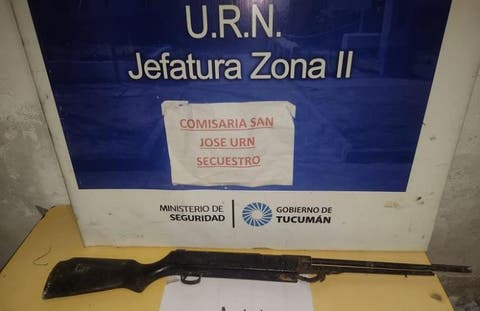 U.R.N.
Jefatura Zona II
COMISARIA SAN
JOSE URN
SECUESTRO
MINISTERIO DE
SEGURIDAD
GOBIERNO DE
TUCUMÁN